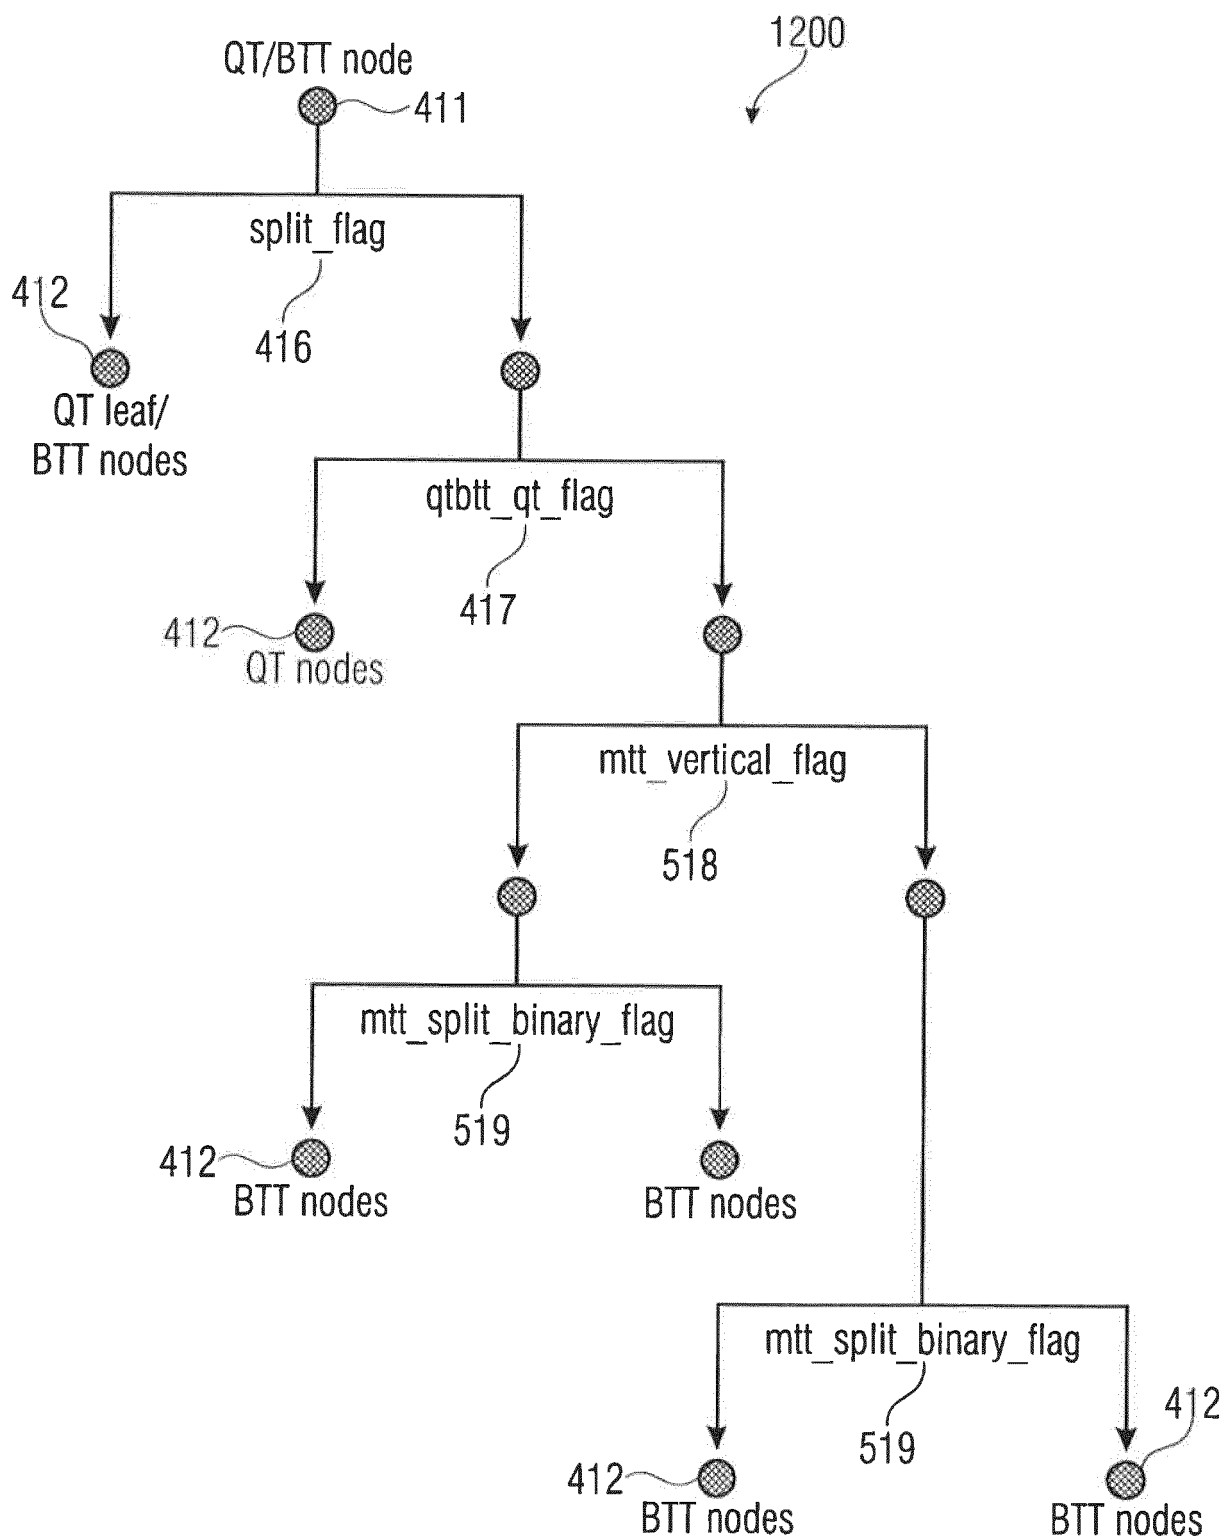 1200
QT/BTT node
411
split_flag
412
416
QT leaf/
BTT nodes
qtbtt_qt_flag
417
412
QT nodes
mtt_vertical_flag
518
mtt_split_binary_flag
519
412
BTT nodes
BTT nodes
mtt_split_binary_flag
412
519
412
BTT nodes
BTT nodes